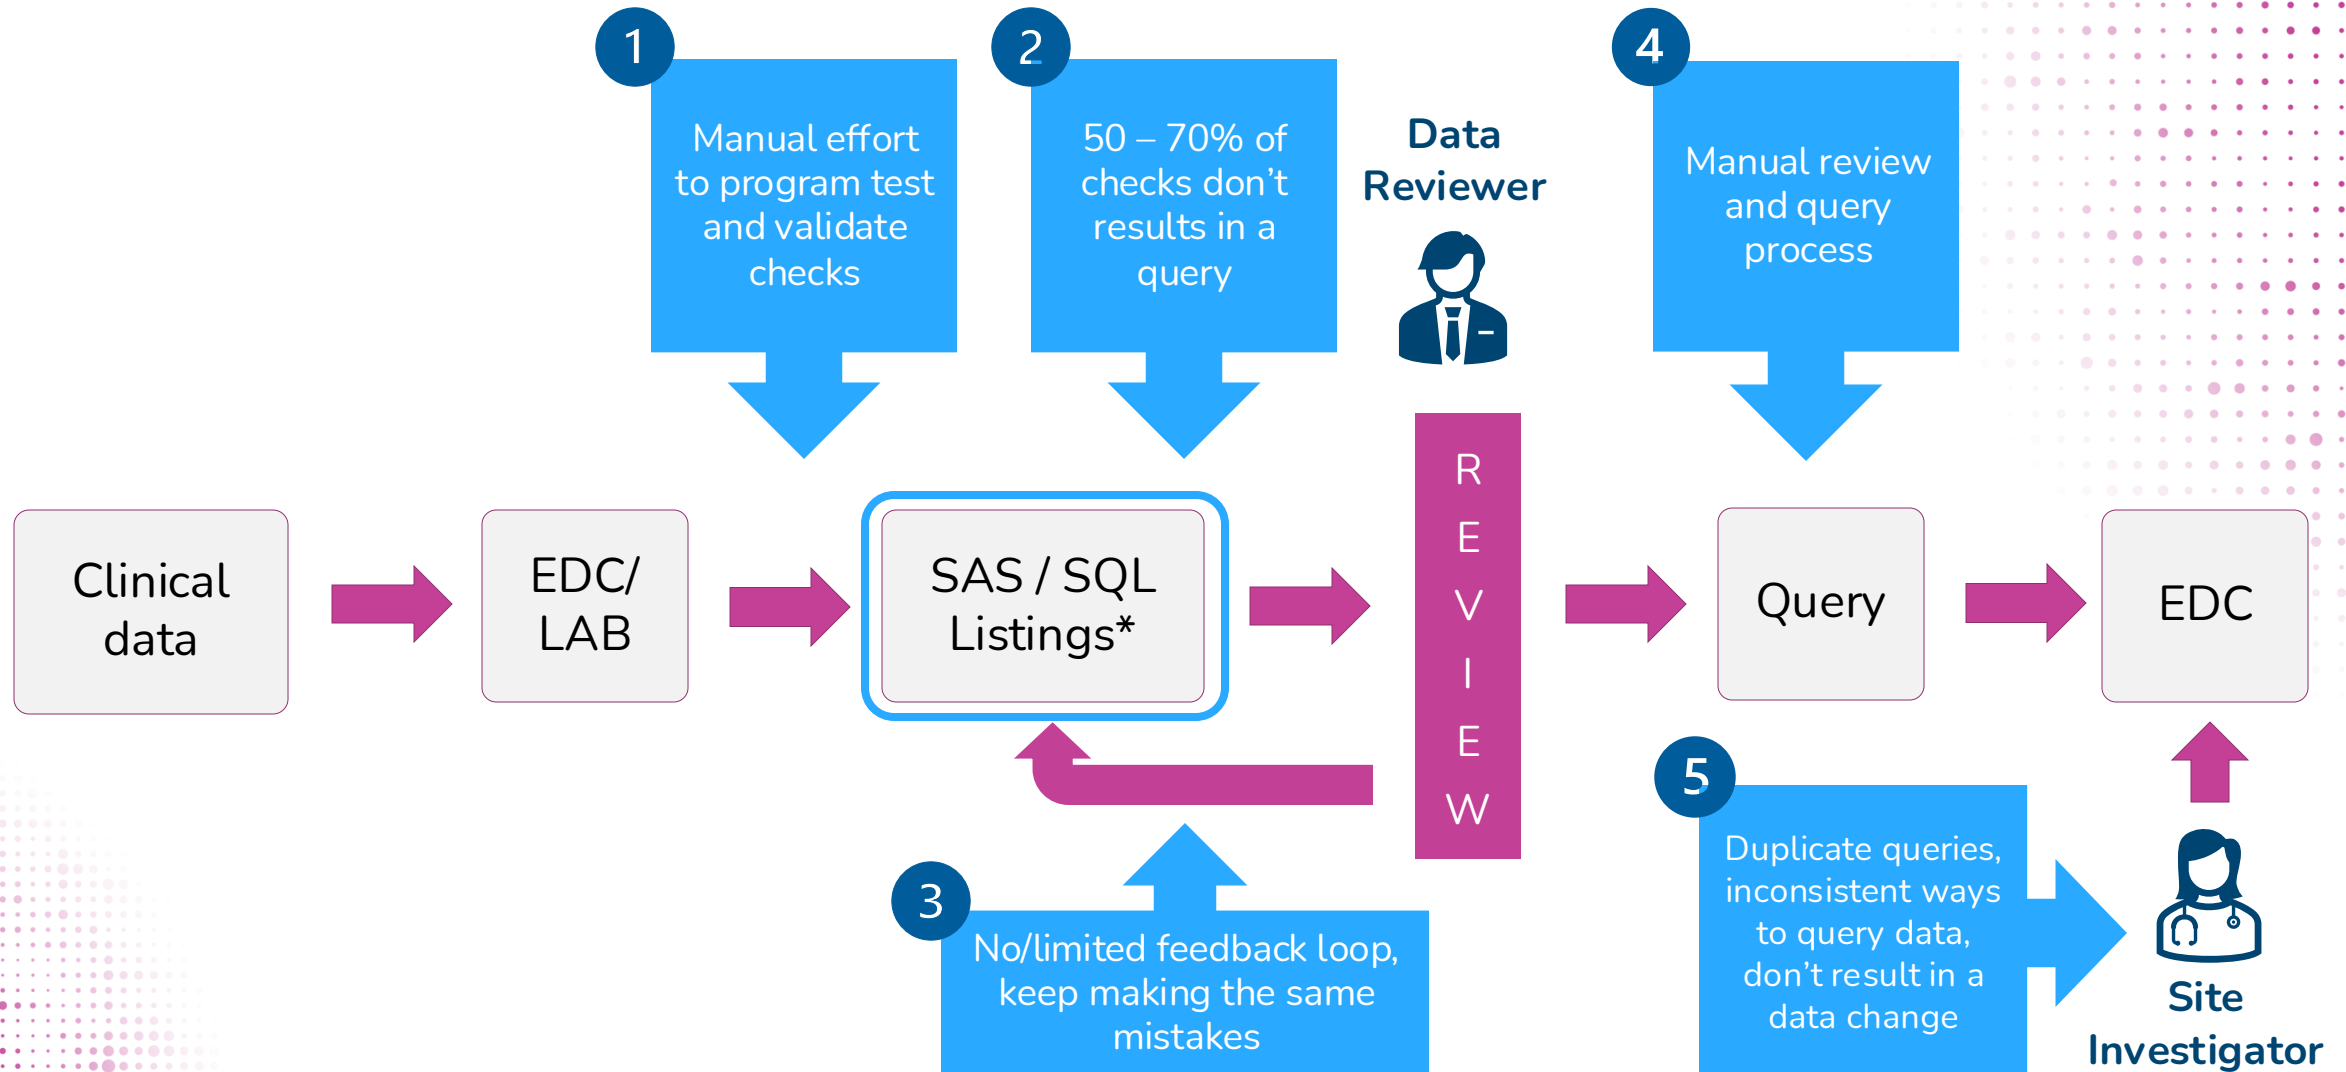 1
Manual effort
to program test
and validate
checks
2
50 – 70% of
checks don't
results in a
query
Data
Reviewer
4
Manual review
and query
process
Clinical
data
EDC/
LAB
SAS / SQL
Listings*
R
E
V
I
E
W
Query
EDC
3
No/limited feedback loop,
keep making the same
mistakes
5
Duplicate queries,
inconsistent ways
to query data,
don't result in a
data change
Site
Investigator